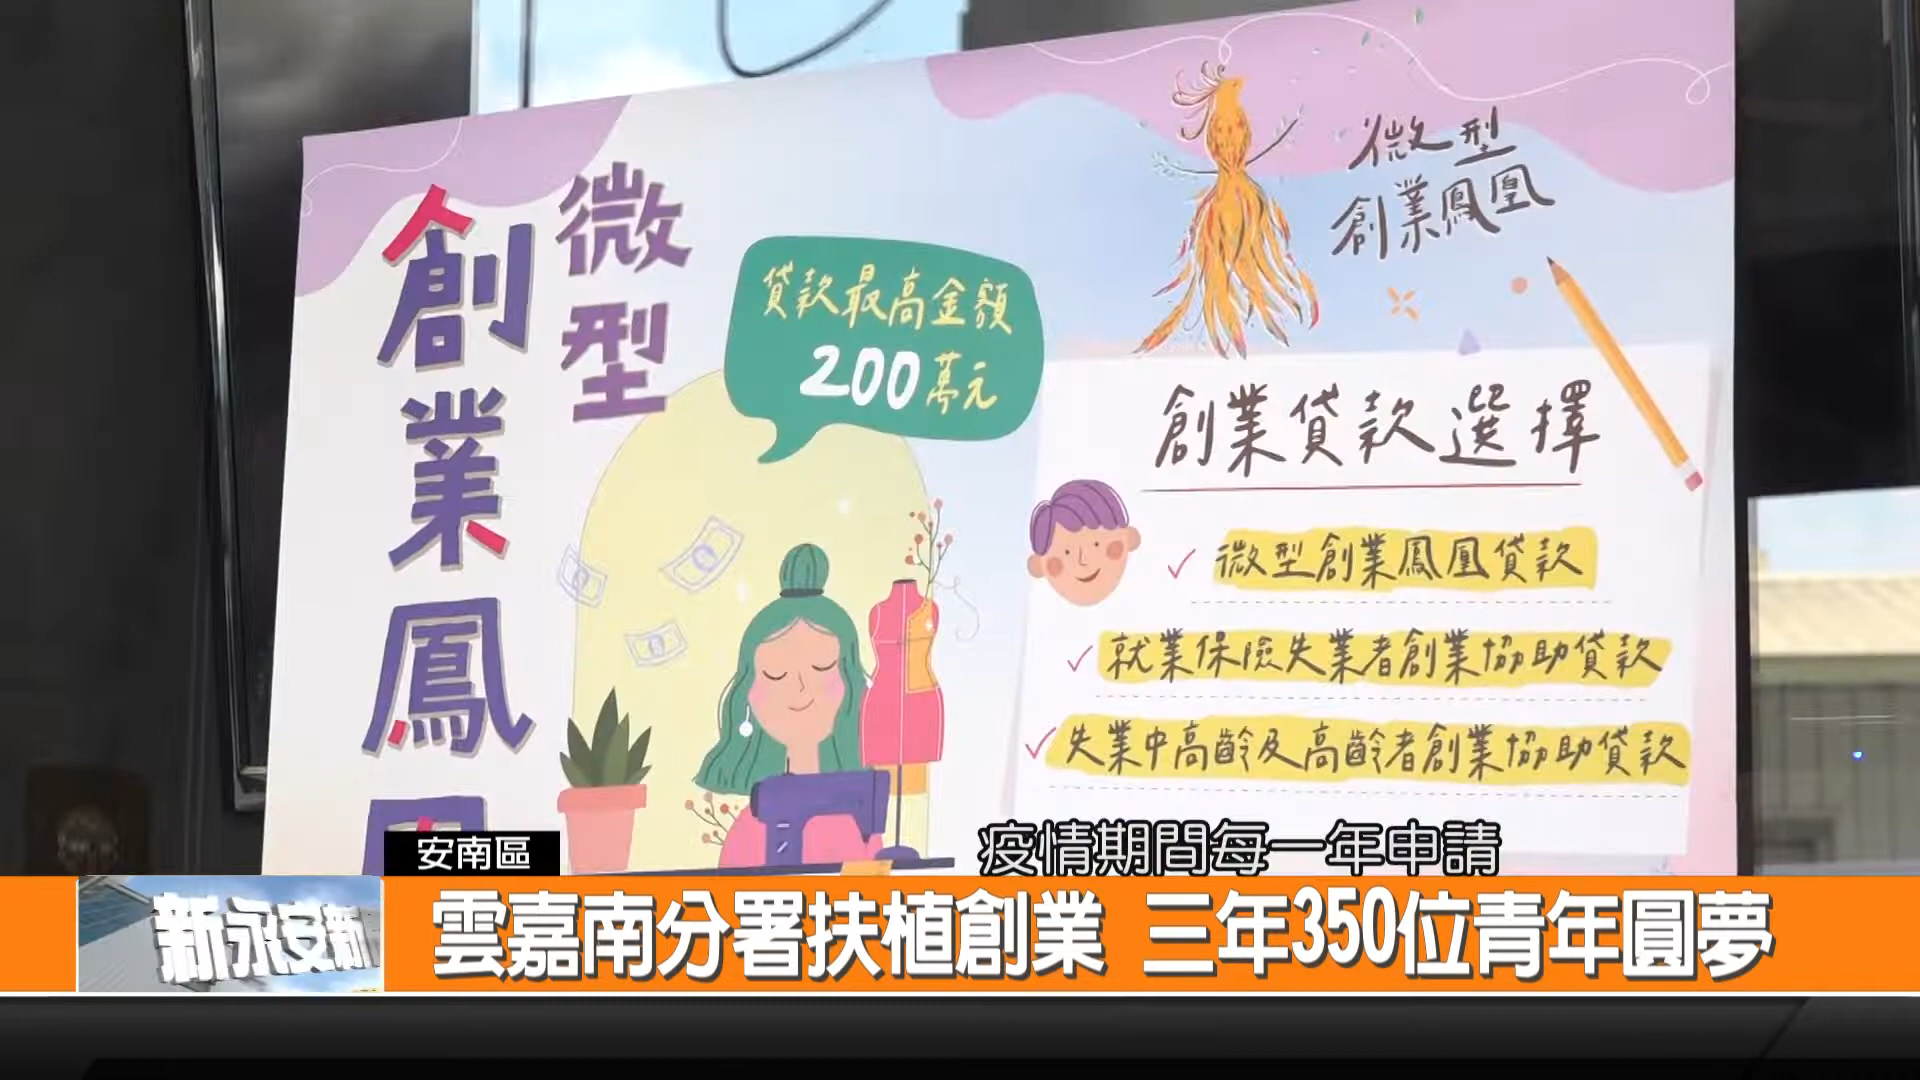 微型
創業鳳
貸款最高金額
200萬元
微型
創業鳳凰
創業貸款選擇
微型創業鳳凰貸款
就業保險失業者創業協助貸款
失業中高齡及高齡者創業協助貸款
疫情期間每一年申請
安南區
新永安新
雲嘉南分署扶植創業 三年350位青年圓夢